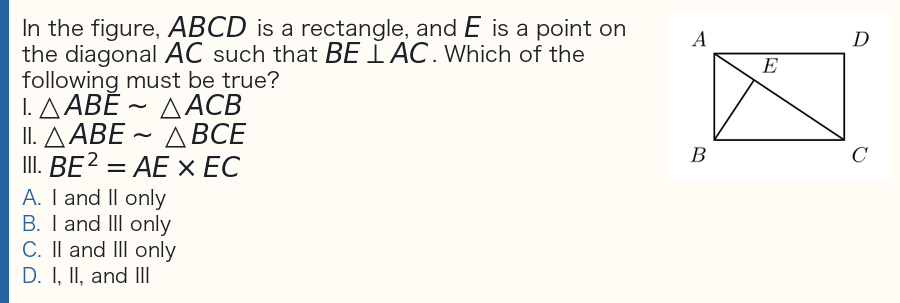 In the figure, ABCD is a rectangle, and E is a point on
the diagonal AC such that BE ⊥ AC. Which of the
following must be true?
I. △ABE ~ △ACB
II. △ABE ~ △BCE
III. BE² = AE × EC
A. I and II only
B. I and III only
C. II and III only
D. I, II, and III
A
D
E
B
C